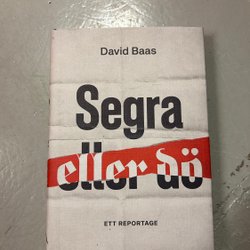 David Baas
Segra
eller dö
ETT REPORTAGE